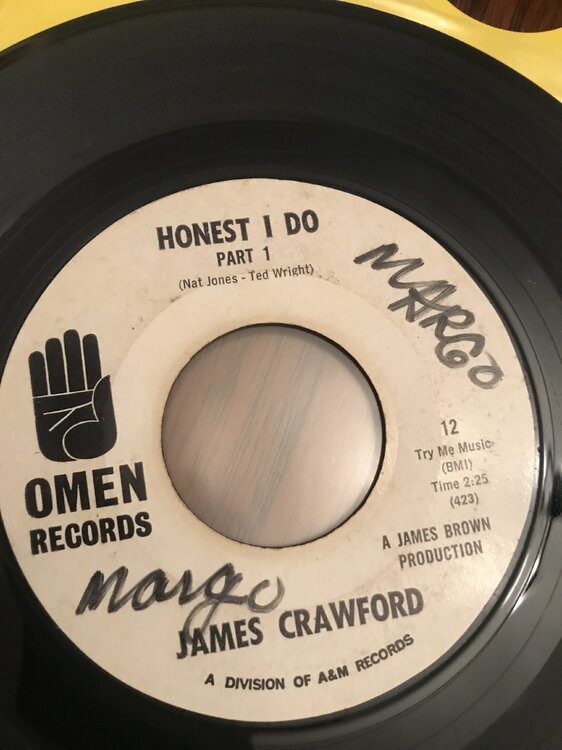 HONEST I DO
PART 1
(Nat Jones - Ted Wright)
MARGO
OMEN
RECORDS
12
Try Me Music
(BMI)
Time 2:25
(423)
A JAMES BROWN
PRODUCTION
Margo
JAMES CRAWFORD
A DIVISION OF A&M RECORDS